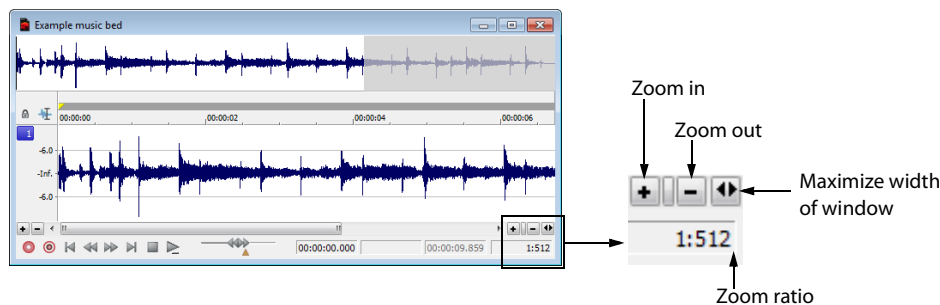 Example music bed
00:00:00 ,00:00:02 ,00:00:04 ,00:00:06
1
-6.0
-Inf.
-6.0
00:00:00.000 00:00:09.859 1:512
Zoom in
Zoom out
Maximize width
of window
1:512
Zoom ratio